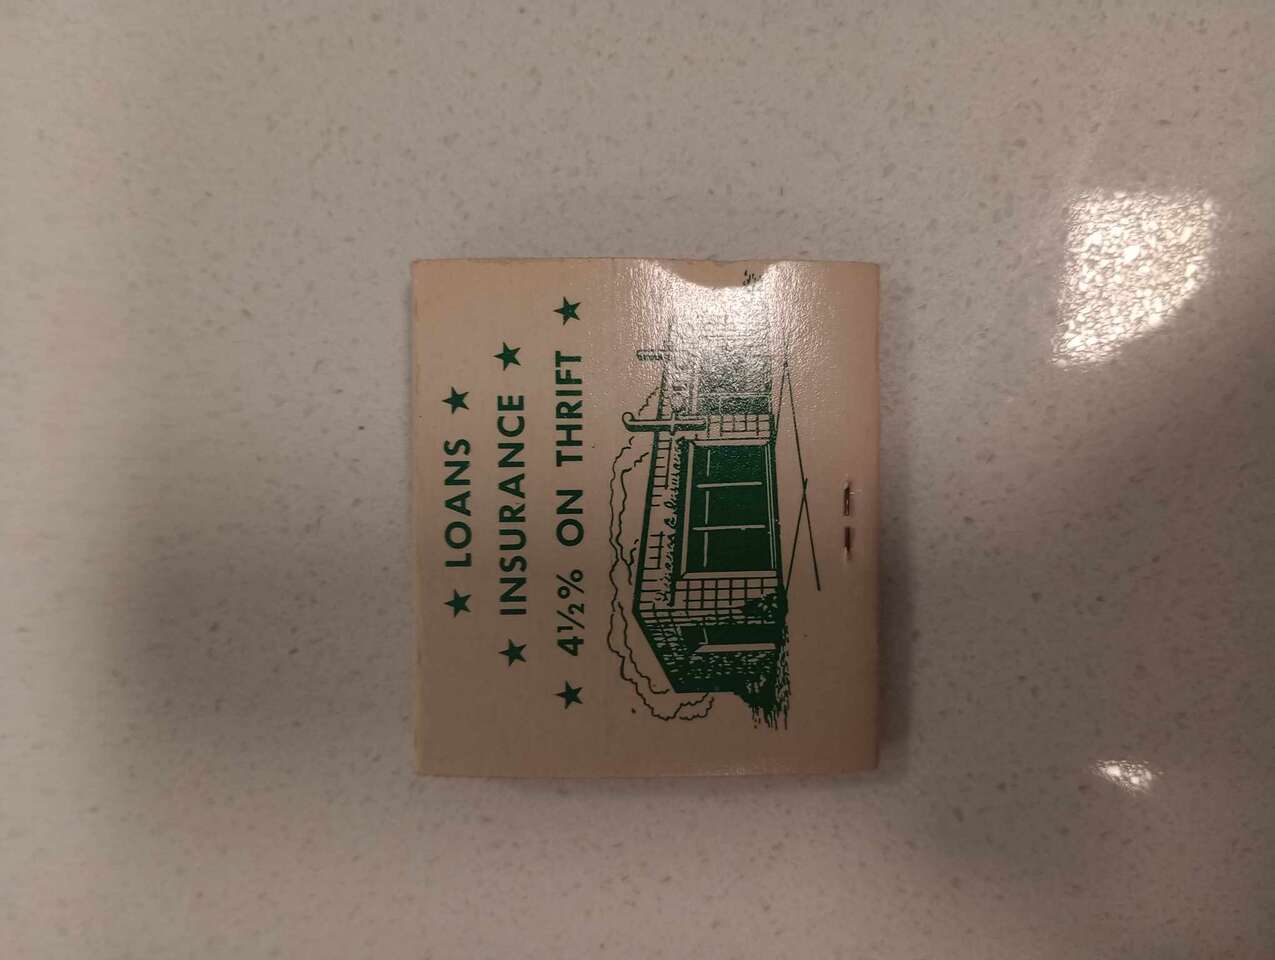 ★ LOANS ★
★ INSURANCE ★
★ 4½% ON THRIFT ★